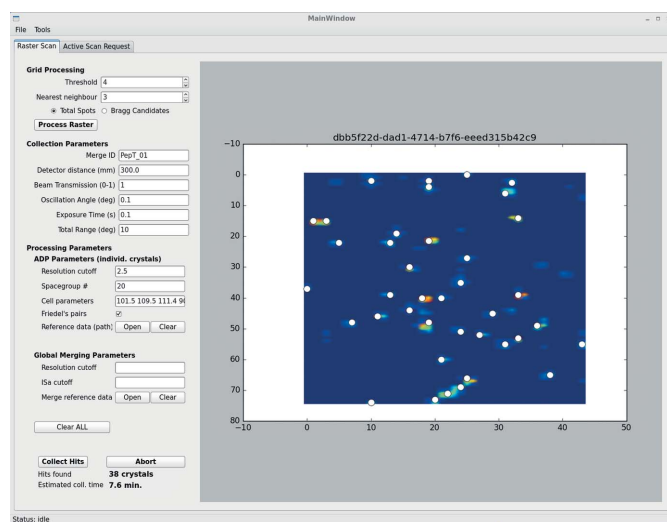 MainWindow
File Tools
Raster Scan Active Scan Request
Grid Processing
Threshold 4
Nearest neighbour 3
Total Spots Bragg Candidates
Process Raster
Collection Parameters
Merge ID PepT_01
Detector distance (mm) 300.0
Beam Transmission (0-1) 1
Oscillation Angle (deg) 0.1
Exposure Time (s) 0.1
Total Range (deg) 10
Processing Parameters
ADP Parameters (individ. crystals)
Resolution cutoff 2.5
Spacegroup # 20
Cell parameters 101.5 109.5 111.4 90
Friedel's pairs
Reference data (path) Open Clear
Global Merging Parameters
Resolution cutoff
ISa cutoff
Merge reference data Open Clear
Clear ALL
Collect Hits Abort
Hits found 38 crystals
Estimated coll. time 7.6 min.
Status: idle
dbb5f22d-dad1-4714-b7f6-eeed315b42c9
−10
0
10
20
30
40
50
60
70
80
−10 0 10 20 30 40 50